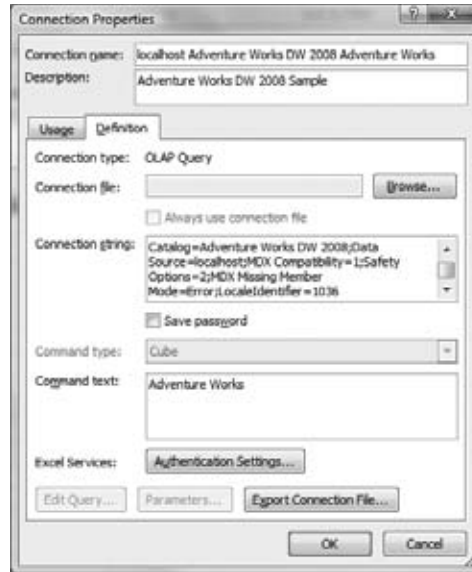 Connection Properties
Connection name: localhost Adventure Works DW 2008 Adventure Works
Description: Adventure Works DW 2008 Sample
Usage Definition
Connection type: OLAP Query
Connection file: Browse...
Always use connection file
Connection string: Catalog=Adventure Works DW 2008;Data
Source=localhost;MDX Compatibility=1;Safety
Options=2;MDX Missing Member
Mode=Error;LocaleIdentifier=1036
Save password
Command type: Cube
Command text: Adventure Works
Excel Services: Authentication Settings...
Edit Query... Parameters... Export Connection File...
OK Cancel